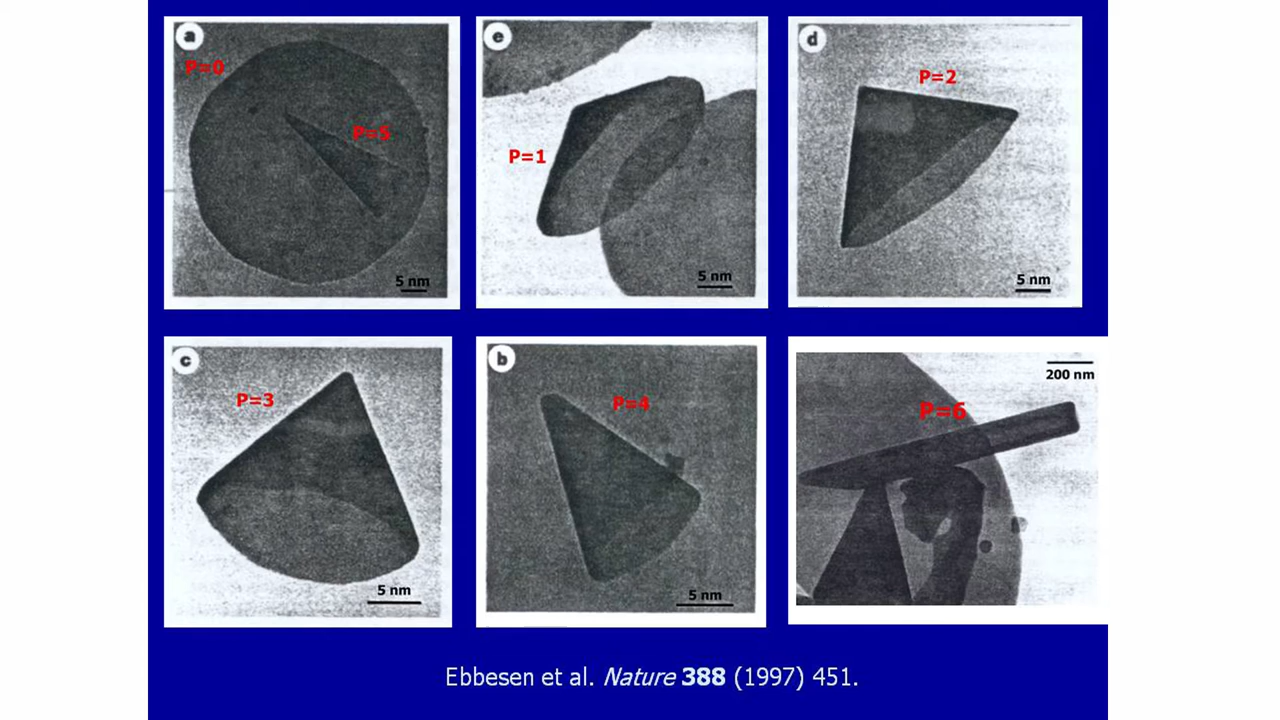 a
P=0
P=5
5 nm
e
P=1
5 nm
d
P=2
5 nm
c
P=3
5 nm
b
P=4
5 nm
200 nm
P=6
Ebbesen et al. Nature 388 (1997) 451.